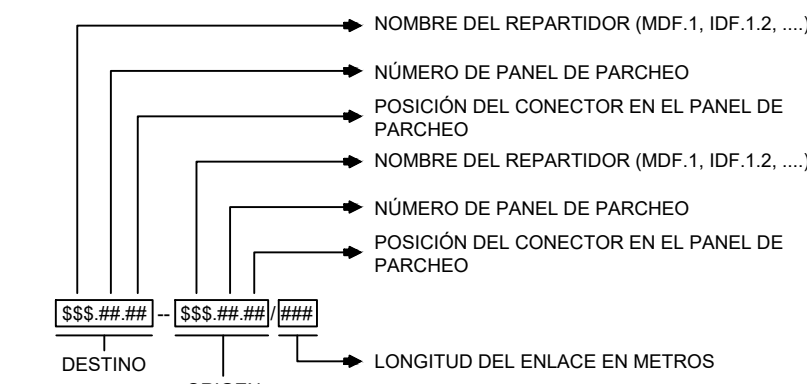 NOMBRE DEL REPARTIDOR (MDF.1, IDF.1.2, ....)
NÚMERO DE PANEL DE PARCHEO
POSICIÓN DEL CONECTOR EN EL PANEL DE
PARCHEO
NOMBRE DEL REPARTIDOR (MDF.1, IDF.1.2, ....)
NÚMERO DE PANEL DE PARCHEO
POSICIÓN DEL CONECTOR EN EL PANEL DE
PARCHEO
$$$.##.## -- $$$.##.##/###
DESTINO
LONGITUD DEL ENLACE EN METROS
ORIGEN